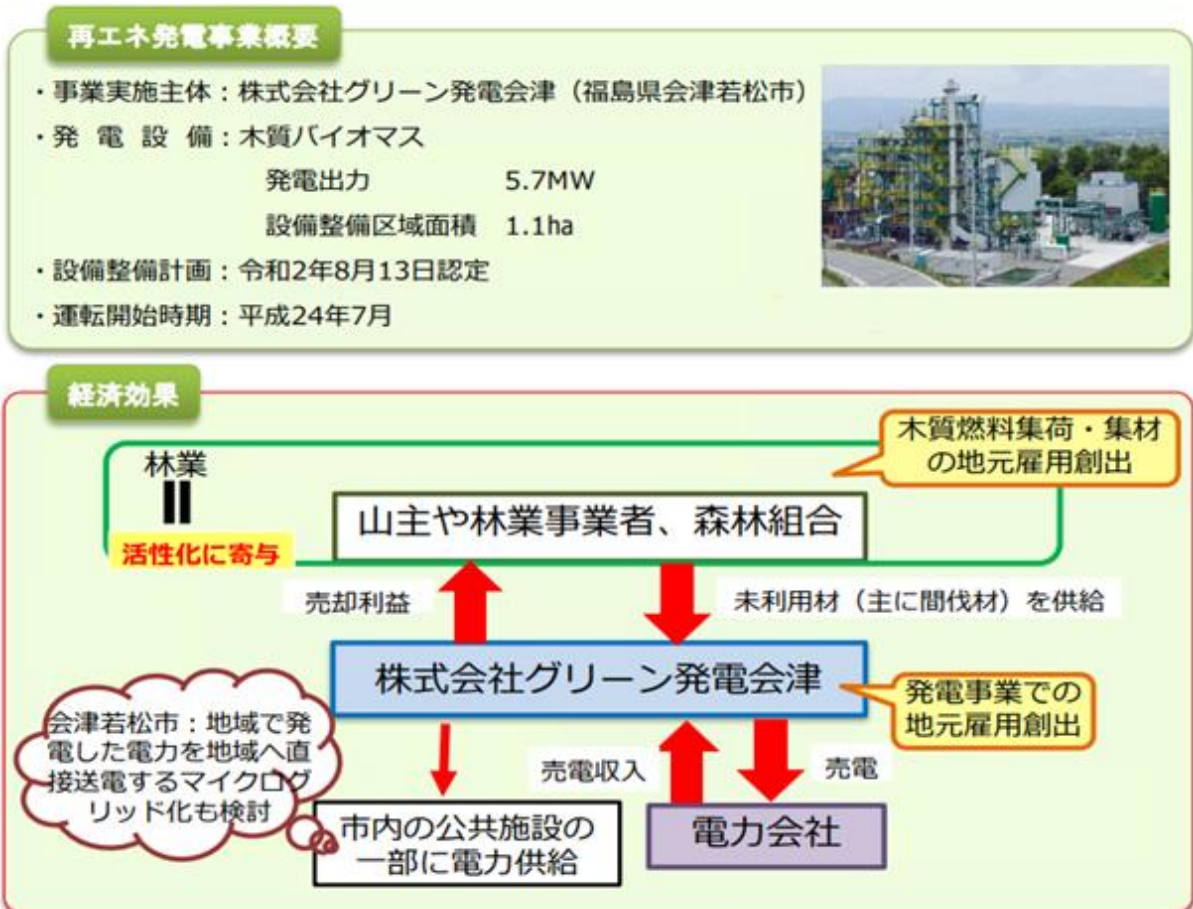 再エネ発電事業概要
・事業実施主体：株式会社グリーン発電会津（福島県会津若松市）
・発 電 設 備：木質バイオマス
発電出力 5.7MW
設備整備区域面積 1.1ha
・設備整備計画：令和2年8月13日認定
・運転開始時期：平成24年7月
経済効果
木質燃料集荷・集材
の地元雇用創出
林業
活性化に寄与
山主や林業事業者、森林組合
売却利益
未利用材（主に間伐材）を供給
株式会社グリーン発電会津
発電事業での
地元雇用創出
会津若松市：地域で発
電した電力を地域へ直
接送電するマイクログ
リッド化も検討
売電収入
売電
市内の公共施設の
一部に電力供給
電力会社